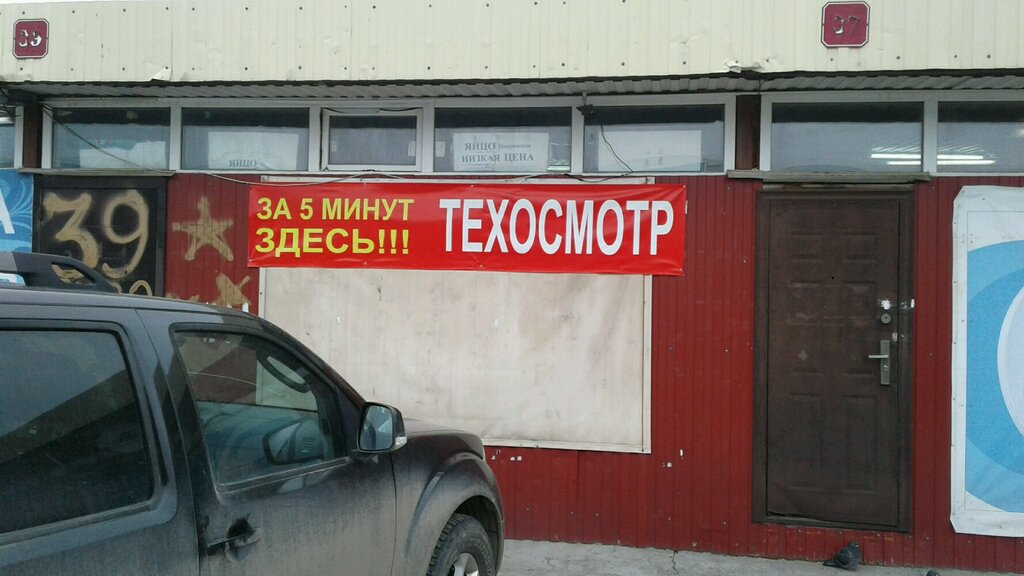 39
37
ЯЙЦО
ЯЙЦО
НИЗКАЯ ЦЕНА
39
ЗА 5 МИНУТ
ЗДЕСЬ!!!
ТЕХОСМОТР
А